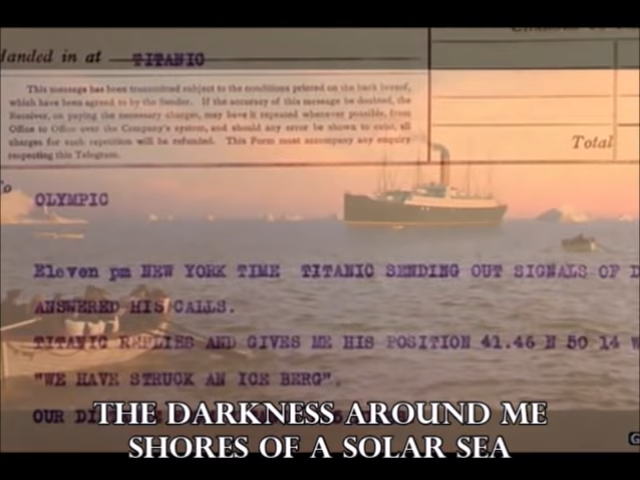 Handed in at TITANIC
This message has been transmitted subject to the conditions printed on the back hereof,
which have been agreed to by the Sender. If the accuracy of this message be doubted, the
Receiver, on paying the necessary charges, may have it repeated whenever possible, from
Office to Office over the Company's system, and should any error be shown to exist, all
charges for such repetition will be refunded. This Form must accompany any enquiry
respecting this Telegram.
Total
To
OLYMPIC
Eleven pm NEW YORK TIME TITANIC SENDING OUT SIGNALS OF D
ANSWERED HIS CALLS.
TITANIC REPLIES AND GIVES ME HIS POSITION 41.46 N 50 14 W
"WE HAVE STRUCK AN ICE BERG".
OUR DI
THE DARKNESS AROUND ME
SHORES OF A SOLAR SEA